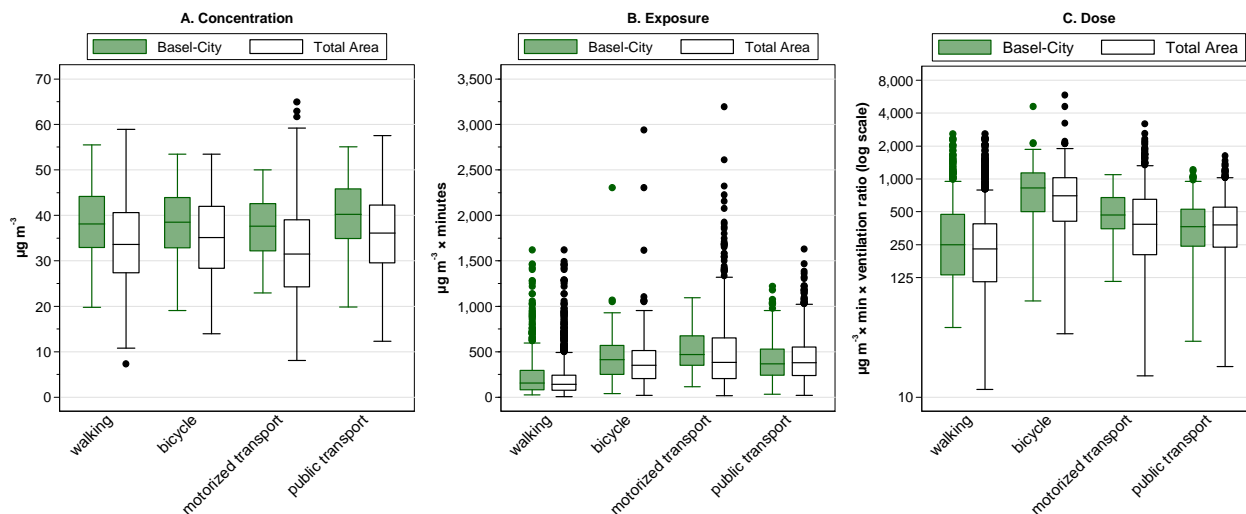 A. Concentration
Basel-City
Total Area
70
60
50
40
30
20
10
0
µg m⁻³
walking
bicycle
motorized transport
public transport
B. Exposure
Basel-City
Total Area
3,500
3,000
2,500
2,000
1,500
1,000
500
0
µg m⁻³ × minutes
walking
bicycle
motorized transport
public transport
C. Dose
Basel-City
Total Area
8,000
4,000
2,000
1,000
500
250
125
10
µg m⁻³ × min × ventilation ratio (log scale)
walking
bicycle
motorized transport
public transport